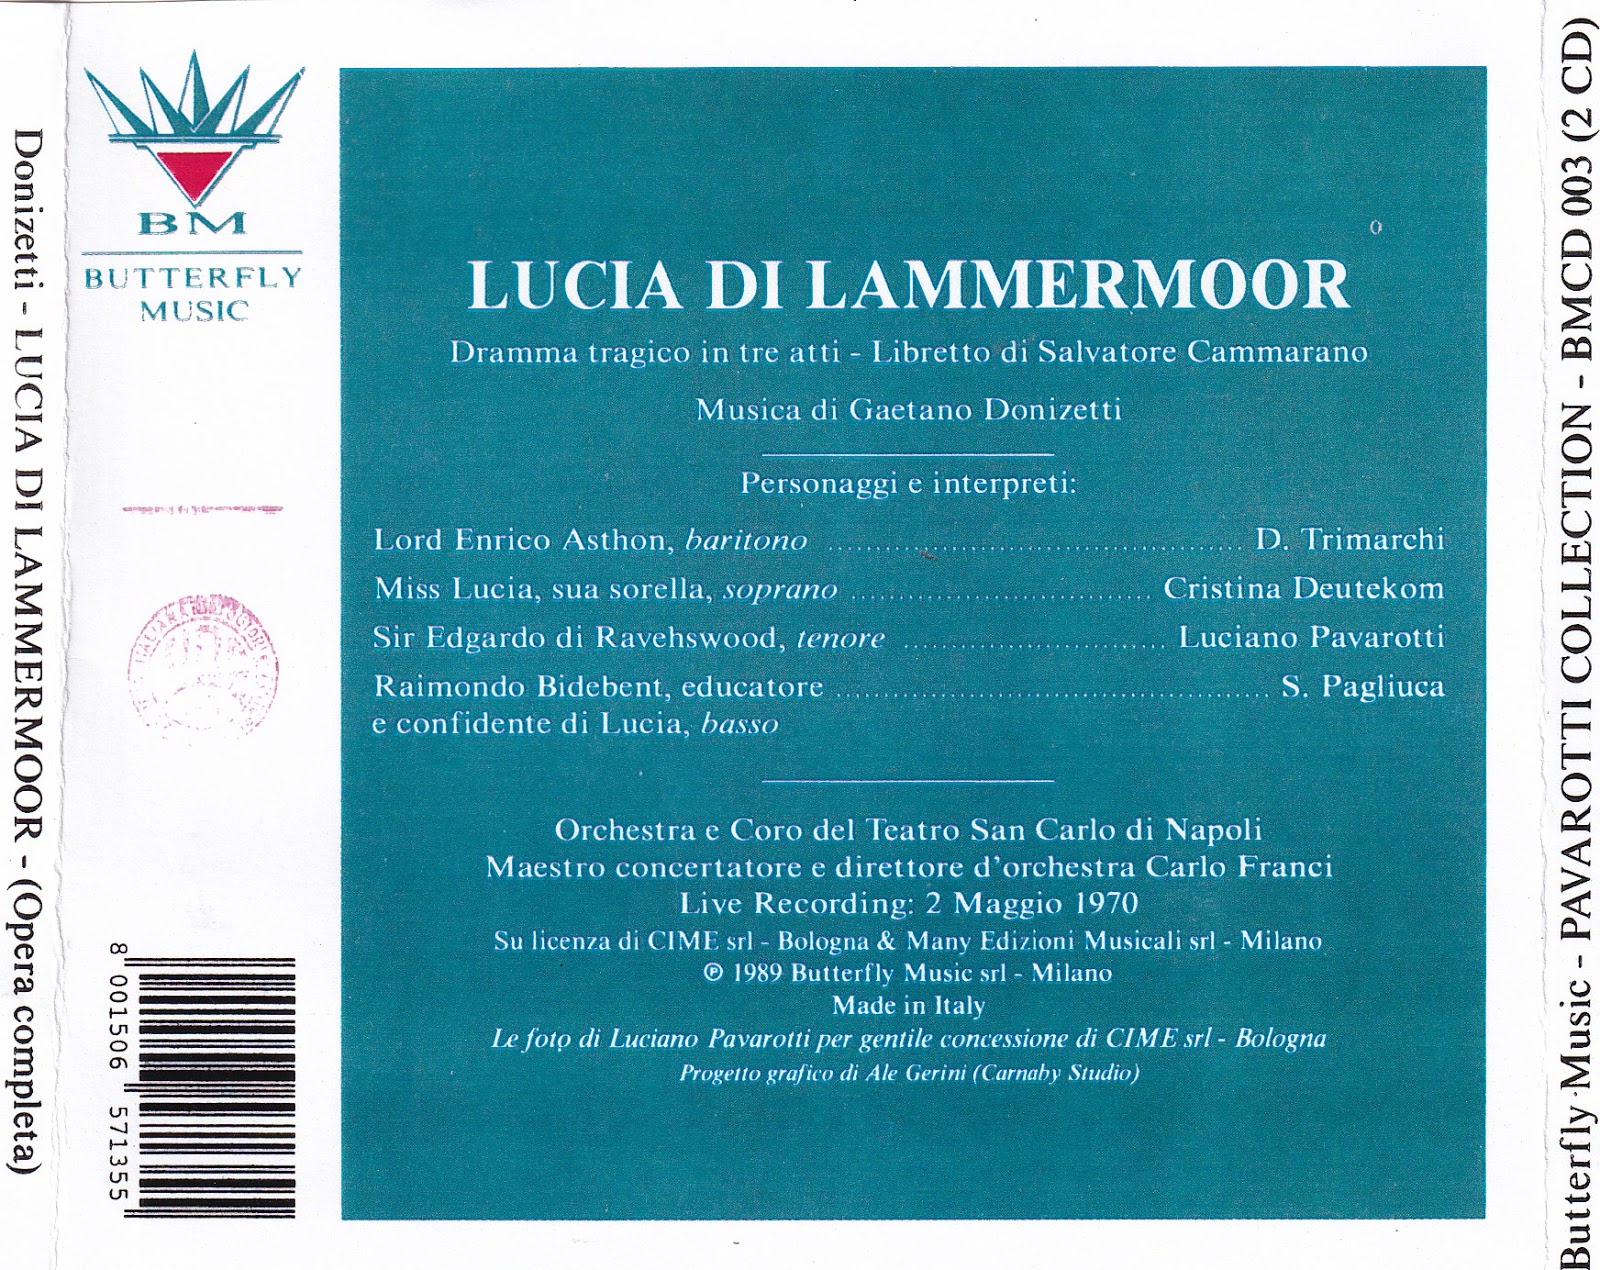 Donizetti - LUCIA DI LAMMERMOOR - (Opera completa)
BM
BUTTERFLY
MUSIC
8 001506 571355
LUCIA DI LAMMERMOOR
Dramma tragico in tre atti - Libretto di Salvatore Cammarano
Musica di Gaetano Donizetti
Personaggi e interpreti:
Lord Enrico Asthon, baritono ........................................ D. Trimarchi
Miss Lucia, sua sorella, soprano ............................. Cristina Deutekom
Sir Edgardo di Ravehswood, tenore ......................... Luciano Pavarotti
Raimondo Bidebent, educatore ......................................... S. Pagliuca
e confidente di Lucia, basso
Orchestra e Coro del Teatro San Carlo di Napoli
Maestro concertatore e direttore d'orchestra Carlo Franci
Live Recording: 2 Maggio 1970
Su licenza di CIME srl - Bologna & Many Edizioni Musicali srl - Milano
℗ 1989 Butterfly Music srl - Milano
Made in Italy
Le foto di Luciano Pavarotti per gentile concessione di CIME srl - Bologna
Progetto grafico di Ale Gerini (Carnaby Studio)
Butterfly Music - PAVAROTTI COLLECTION - BMCD 003 (2 CD)